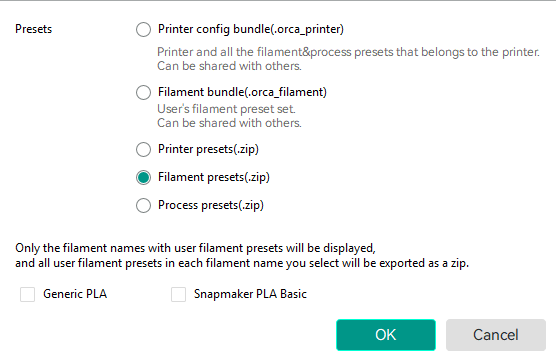 Presets
Printer config bundle(.orca_printer)
Printer and all the filament&process presets that belongs to the printer.
Can be shared with others.
Filament bundle(.orca_filament)
User's filament preset set.
Can be shared with others.
Printer presets(.zip)
Filament presets(.zip)
Process presets(.zip)
Only the filament names with user filament presets will be displayed,
and all user filament presets in each filament name you select will be exported as a zip.
Generic PLA
Snapmaker PLA Basic
OK
Cancel